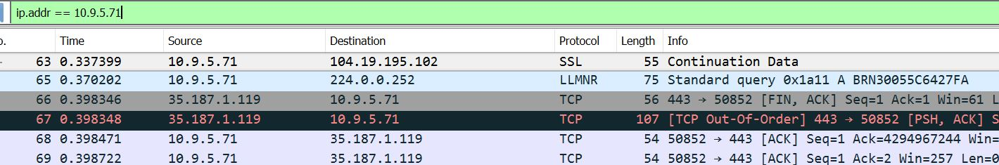 ip.addr == 10.9.5.71
o. Time Source Destination Protocol Length Info
63 0.337399 10.9.5.71 104.19.195.102 SSL 55 Continuation Data
65 0.370202 10.9.5.71 224.0.0.252 LLMNR 75 Standard query 0x1a11 A BRN30055C6427FA
66 0.398346 35.187.1.119 10.9.5.71 TCP 56 443 → 50852 [FIN, ACK] Seq=1 Ack=1 Win=61 L
67 0.398348 35.187.1.119 10.9.5.71 TCP 107 [TCP Out-Of-Order] 443 → 50852 [PSH, ACK] S
68 0.398471 10.9.5.71 35.187.1.119 TCP 54 50852 → 443 [ACK] Seq=1 Ack=4294967244 Win=
69 0.398722 10.9.5.71 35.187.1.119 TCP 54 50852 → 443 [ACK] Seq=1 Ack=2 Win=257 Len=0